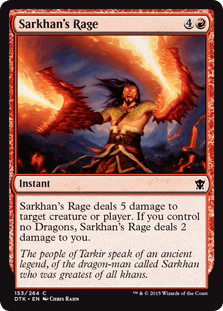 Sarkhan's Rage 4
Instant
Sarkhan's Rage deals 5 damage to
target creature or player. If you control
no Dragons, Sarkhan's Rage deals 2
damage to you.
The people of Tarkir speak of an ancient
legend, of the dragon-man called Sarkhan
who was greatest of all khans.
153/264 C
DTK • EN Chris Rahn
™ & © 2015 Wizards of the Coast